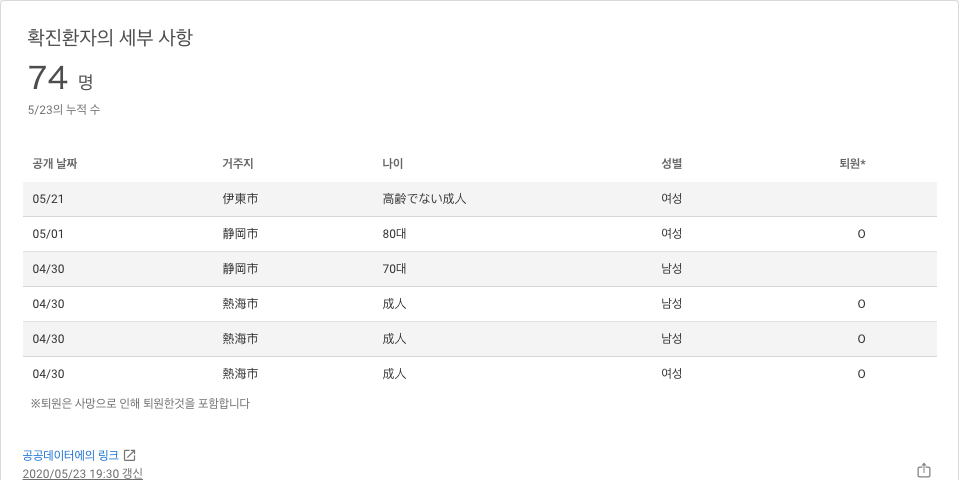 확진환자의 세부 사항
74 명
5/23의 누적 수
공개 날짜 거주지 나이 성별 퇴원*
05/21 伊東市 高齢でない成人 여성
05/01 静岡市 80대 여성 O
04/30 静岡市 70대 남성
04/30 熱海市 成人 남성 O
04/30 熱海市 成人 남성 O
04/30 熱海市 成人 여성 O
※퇴원은 사망으로 인해 퇴원한것을 포함합니다
공공데이터에의 링크
2020/05/23 19:30 갱신